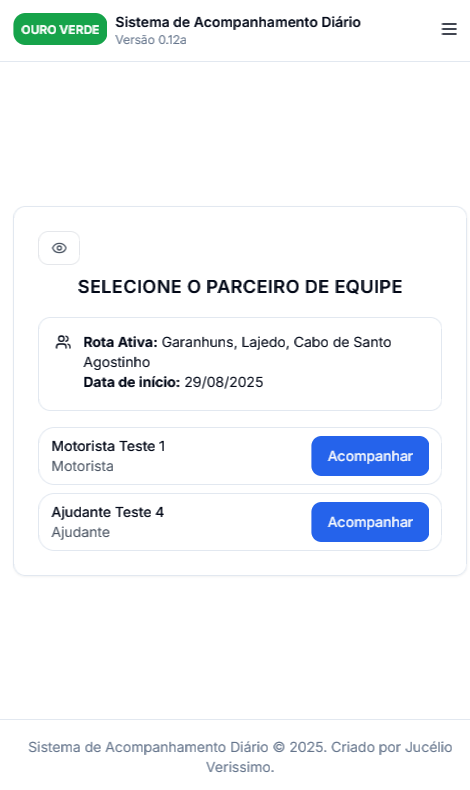 OURO VERDE
Sistema de Acompanhamento Diário
Versão 0.12a
SELECIONE O PARCEIRO DE EQUIPE
Rota Ativa: Garanhuns, Lajedo, Cabo de Santo
Agostinho
Data de início: 29/08/2025
Motorista Teste 1
Motorista
Acompanhar
Ajudante Teste 4
Ajudante
Acompanhar
Sistema de Acompanhamento Diário © 2025. Criado por Jucélio
Verissimo.